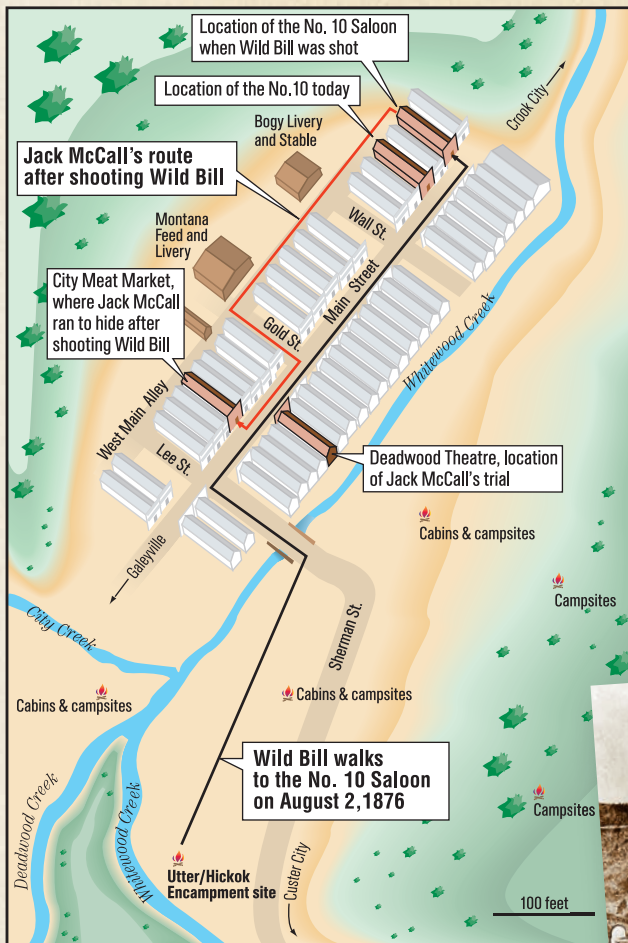 Location of the No. 10 Saloon
when Wild Bill was shot
Location of the No.10 today
Crook City
Bogy Livery
and Stable
Jack McCall's route
after shooting Wild Bill
Wall St.
Montana
Feed and
Livery
Main Street
City Meat Market,
where Jack McCall
ran to hide after
shooting Wild Bill
Gold St.
Whitewood Creek
West Main Alley
Lee St.
Deadwood Theatre, location
of Jack McCall's trial
Cabins & campsites
Galeyville
Campsites
City Creek
Sherman St.
Cabins & campsites
Cabins & campsites
Wild Bill walks
to the No. 10 Saloon
on August 2,1876
Campsites
Deadwood Creek
Whitewood Creek
Utter/Hickok
Encampment site
Custer City
100 feet